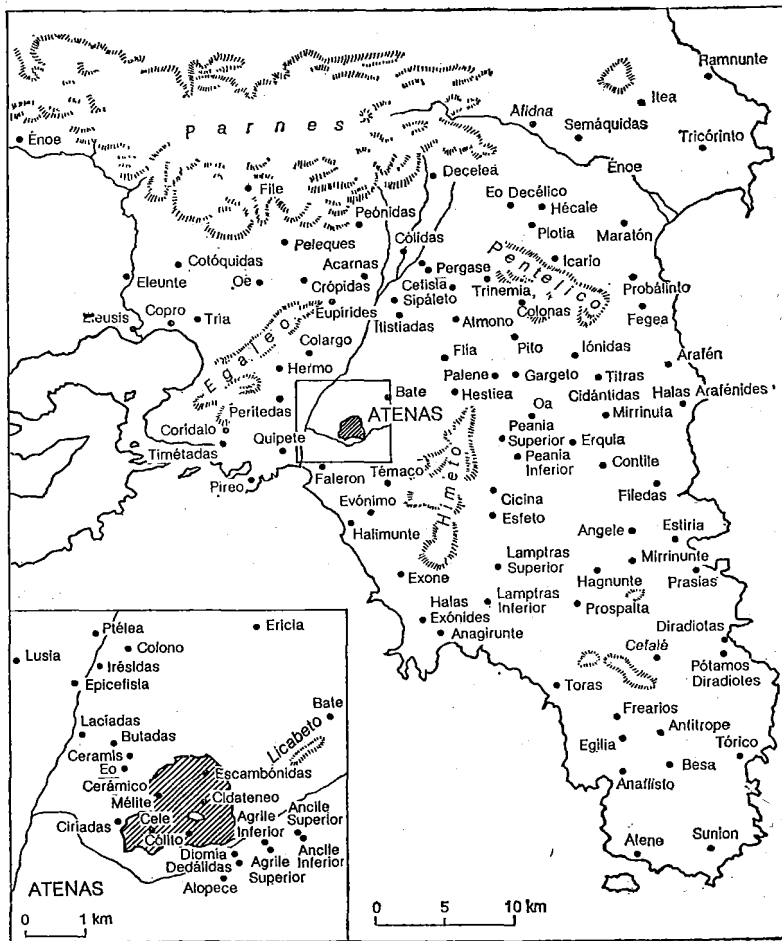 Ramnunte
Itea
Afidna
Semáquidas
Tricórinto
Parnes
Énoe
Enoe
Decelea
File
Eo Decélico
Hécale
Peónidas
Plotia
Maratón
Peleques
Cólidas
Pentélico
Icario
Cotóquidas
Acarnas
Pergase
Eleunte
Oe
Crópidas
Cefisia
Trinemia
Probálinto
Sipáleto
Colonas
Fegea
Eupírides
Copro
Tría
Eleusis
Ilistiadas
Atmono
Egaleo
Colargo
Flía
Pito
Iónidas
Arafén
Hermo
Palene
Gargeto
Titras
Bate
Hestiea
Cidántidas
Halas Arafénides
ATENAS
Peritedas
Oa
Mirrinuta
Coridalo
Peania
Superior
Erquia
Timétadas
Quipete
Peania
Inferior
Contile
Faleron
Témaco
Himeto
Pireo
Filedas
Cicina
Evónimo
Esfeto
Estiria
Halimunte
Angele
Lamptras
Superior
Mirrinunte
Exone
Hagnunte
Prasias
Lamptras
Inferior
Prospalta
Halas
Exónides
Diradiotas
Anagirunte
Cefalé
Pótamos
Diradiotes
Toras
Frearios
Antitrope
Egilia
Tórico
Besa
Anaflisto
Atene
Sunion
0 5 10 km
Ptélea
Ericia
Colono
Lusia
Irésidas
Epicefisia
Bate
Lacíadas
Butadas
Licabeto
Ceramis
Eo
Escambónidas
Cerámico
Mélite
Cidateneo
Ancile
Superior
Cele
Agrile
Inferior
Ciriadas
Cólito
Diomia
Ancile
Inferior
Dedálidas
Agrile
Superior
Alopece
ATENAS
0 1 km